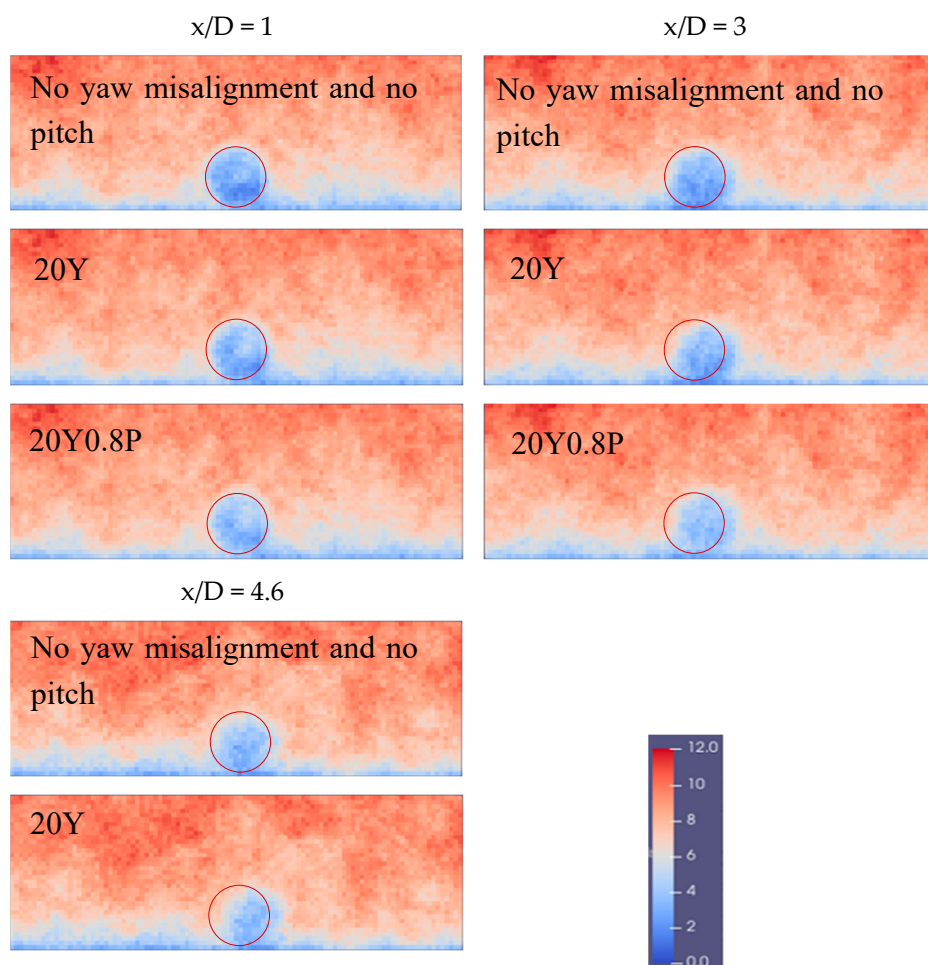 x/D = 1
x/D = 3
No yaw misalignment and no
pitch
No yaw misalignment and no
pitch
20Y
20Y
20Y0.8P
20Y0.8P
x/D = 4.6
No yaw misalignment and no
pitch
20Y
12.0
10
8
6
4
2
0.0